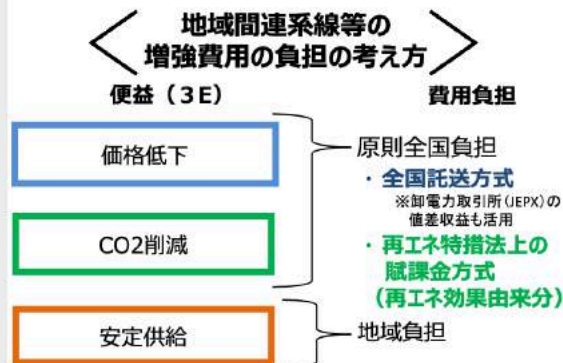 地域間連系線等の
増強費用の負担の考え方
便益（3E）
費用負担
価格低下
CO2削減
安定供給
原則全国負担
・全国託送方式
※卸電力取引所(JEPX)の
値差収益も活用
・再エネ特措法上の
賦課金方式
(再エネ効果由来分)
地域負担